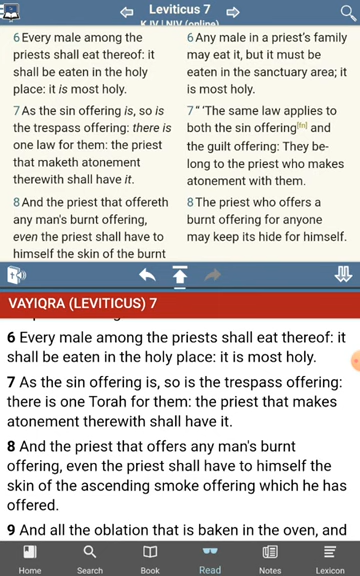 Leviticus 7
KJV | NIV (online)
6 Every male among the
priests shall eat thereof: it
shall be eaten in the holy
place: it is most holy.
7 As the sin offering is, so is
the trespass offering: there is
one law for them: the priest
that maketh atonement
therewith shall have it.
8 And the priest that offereth
any man's burnt offering,
even the priest shall have to
himself the skin of the burnt
6 Any male in a priest's family
may eat it, but it must be
eaten in the sanctuary area; it
is most holy.
7 “ ‘The same law applies to
both the sin offering[fn] and
the guilt offering: They be-
long to the priest who makes
atonement with them.
8 The priest who offers a
burnt offering for anyone
may keep its hide for himself.
VAYIQRA (LEVITICUS) 7
6 Every male among the priests shall eat thereof: it
shall be eaten in the holy place: it is most holy.
7 As the sin offering is, so is the trespass offering:
there is one Torah for them: the priest that makes
atonement therewith shall have it.
8 And the priest that offers any man's burnt
offering, even the priest shall have to himself the
skin of the ascending smoke offering which he has
offered.
9 And all the oblation that is baken in the oven, and
Home
Search
Book
Read
Notes
Lexicon